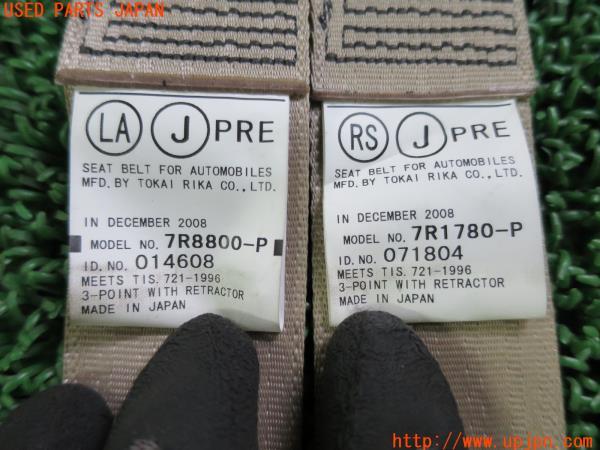 USED PARTS JAPAN
LA J PRE
SEAT BELT FOR AUTOMOBILES
MFD. BY TOKAI RIKA CO., LTD.
IN DECEMBER 2008
MODEL NO. 7R8800-P
ID. NO. 014608
MEETS TIS. 721-1996
3-POINT WITH RETRACTOR
MADE IN JAPAN
RS J PRE
SEAT BELT FOR AUTOMOBILES
MFD. BY TOKAI RIKA CO., LTD.
IN DECEMBER 2008
MODEL NO. 7R1780-P
ID. NO. 071804
MEETS TIS. 721-1996
3-POINT WITH RETRACTOR
MADE IN JAPAN
http://www.upjpn.com/